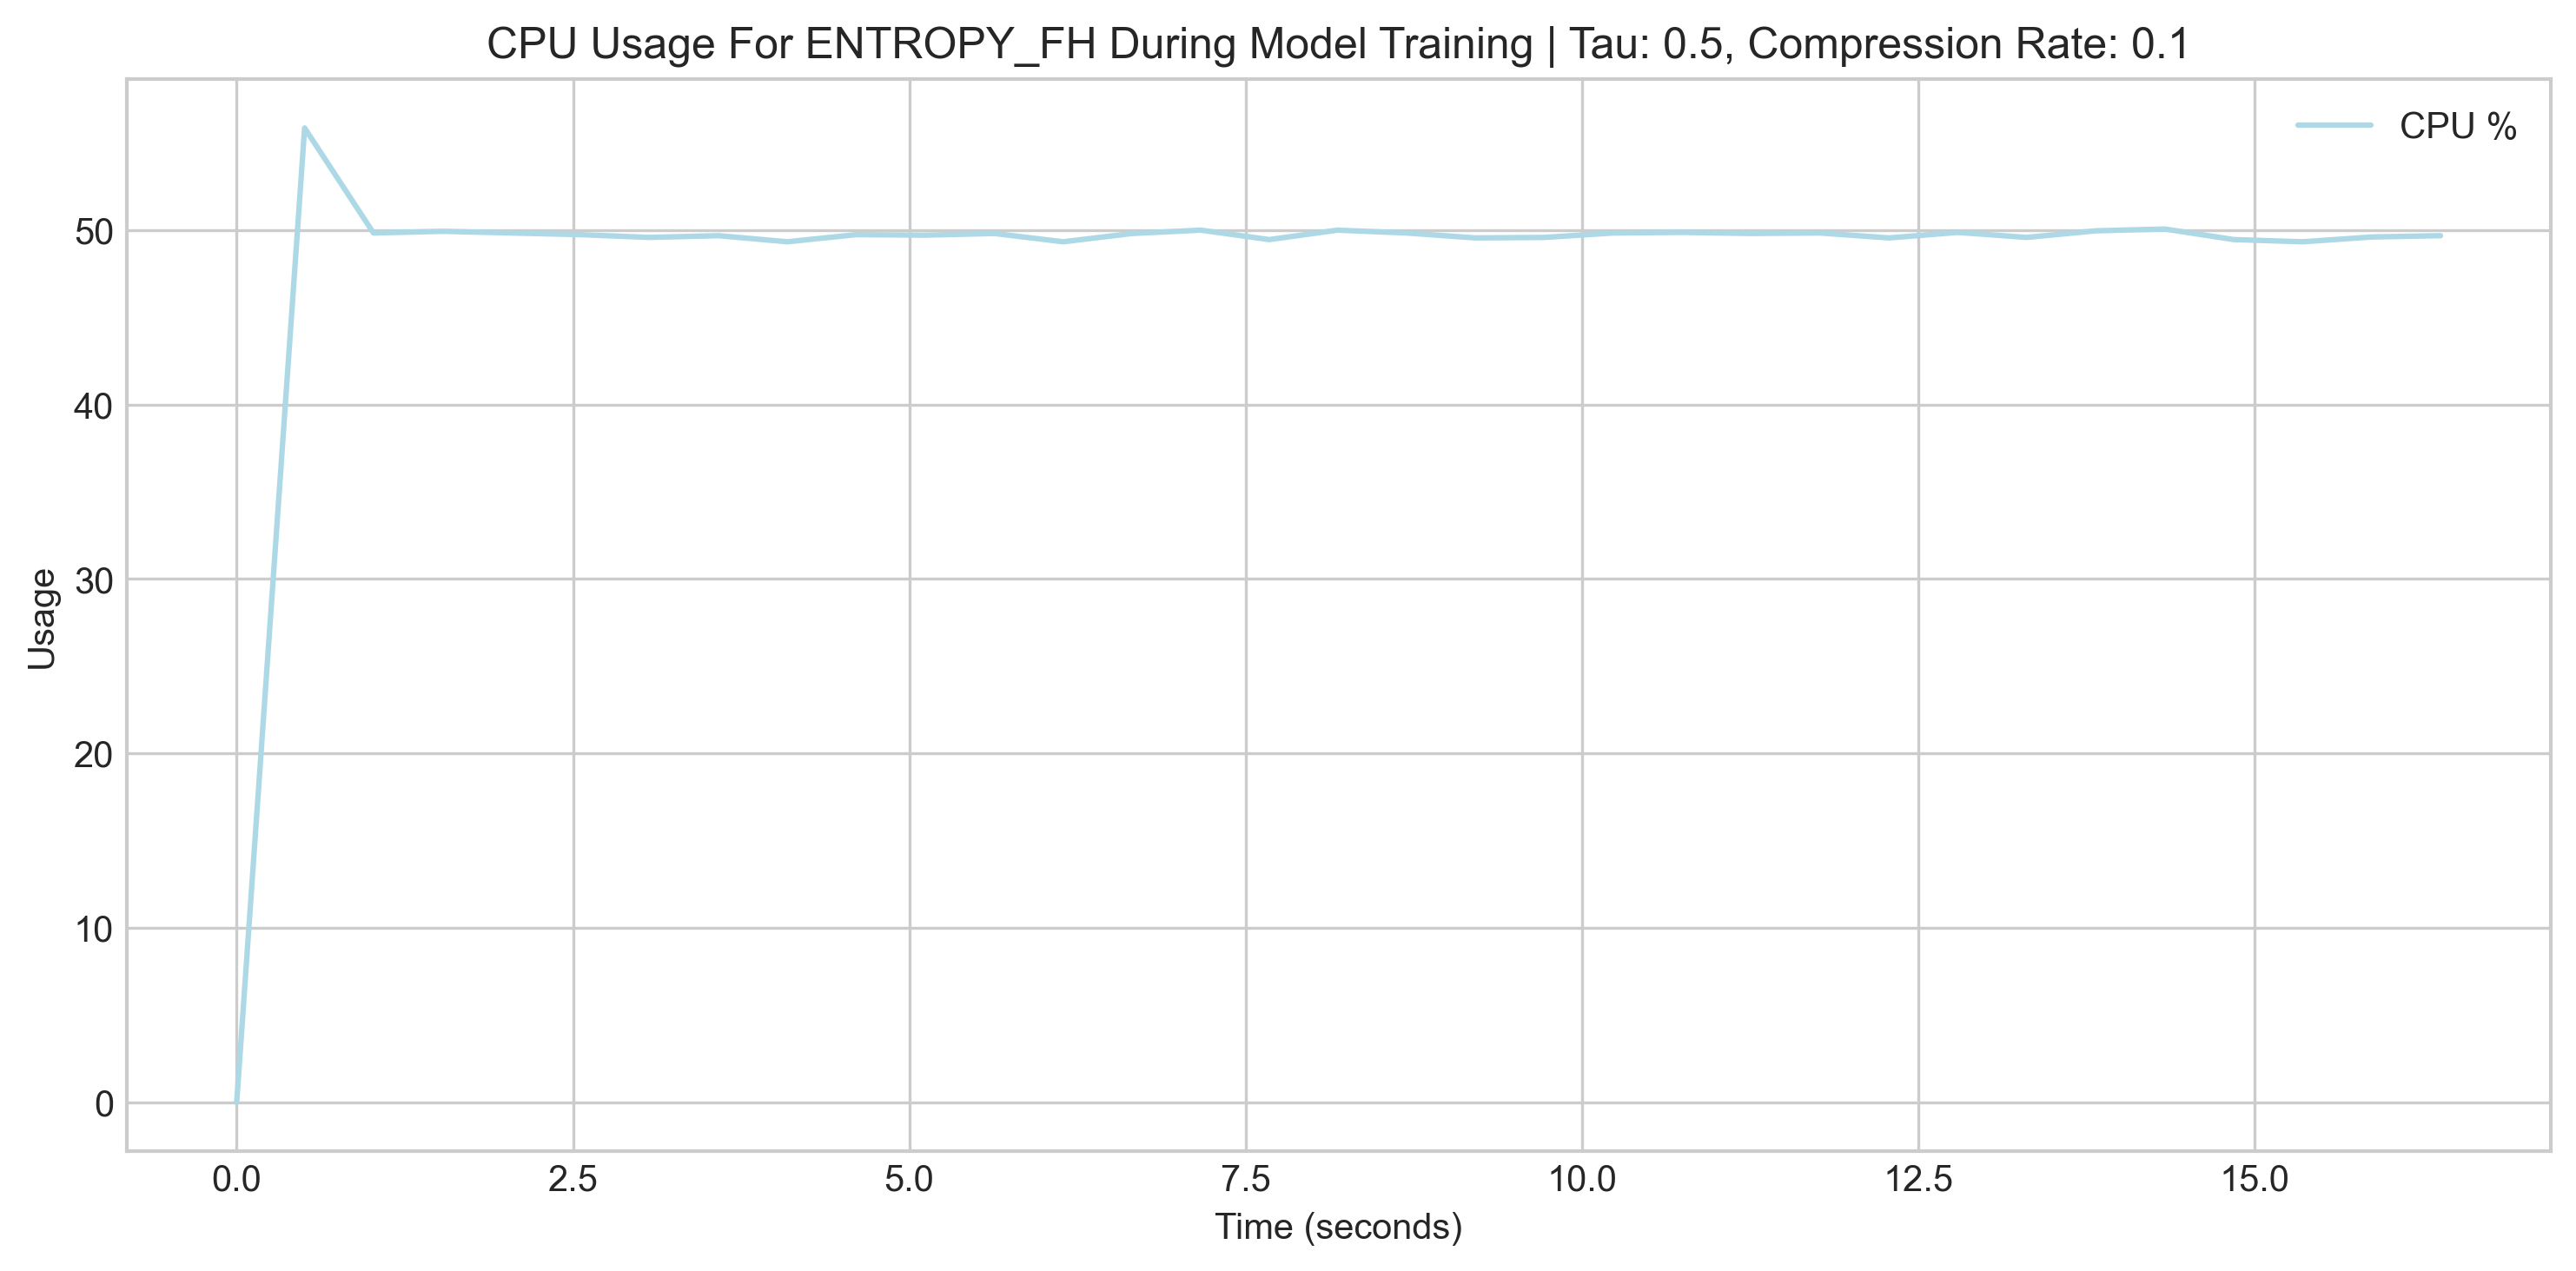 CPU Usage For ENTROPY_FH During Model Training | Tau: 0.5, Compression Rate: 0.1
CPU %
50
40
30
20
10
0
Usage
0.0 2.5 5.0 7.5 10.0 12.5 15.0
Time (seconds)